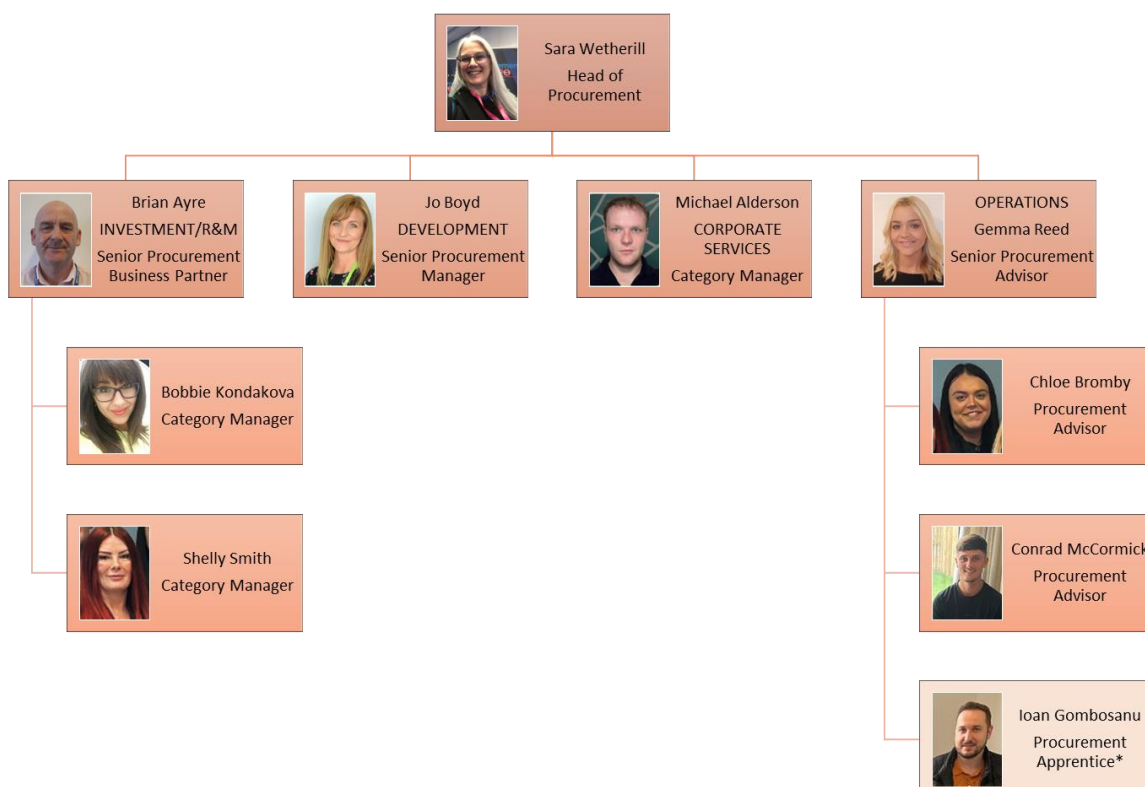 Sara Wetherill
Head of
Procurement
Brian Ayre
INVESTMENT/R&M
Senior Procurement
Business Partner
Jo Boyd
DEVELOPMENT
Senior Procurement
Manager
Michael Alderson
CORPORATE
SERVICES
Category Manager
OPERATIONS
Gemma Reed
Senior Procurement
Advisor
Bobbie Kondakova
Category Manager
Shelly Smith
Category Manager
Chloe Bromby
Procurement
Advisor
Conrad McCormick
Procurement
Advisor
Ioan Gombosanu
Procurement
Apprentice*